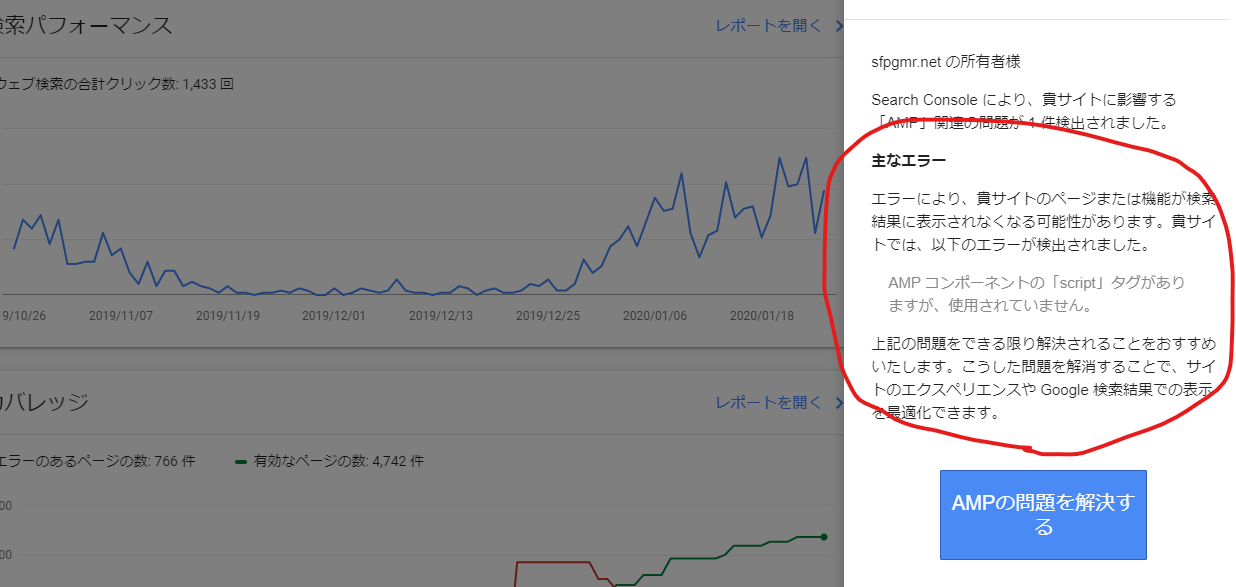 検索パフォーマンス
レポートを開く
ウェブ検索の合計クリック数: 1,433 回
9/10/26
2019/11/07
2019/11/19
2019/12/01
2019/12/13
2019/12/25
2020/01/06
2020/01/18
カバレッジ
レポートを開く
エラーのあるページの数: 766 件
有効なページの数: 4,742 件
00
00
sfpgmr.net の所有者様
Search Console により、貴サイトに影響する
「AMP」関連の問題が 1 件検出されました。
主なエラー
エラーにより、貴サイトのページまたは機能が検索
結果に表示されなくなる可能性があります。貴サイ
トでは、以下のエラーが検出されました。
AMP コンポーネントの「script」タグがあり
ますが、使用されていません。
上記の問題をできる限り解決されることをおすすめ
いたします。こうした問題を解消することで、サイ
トのエクスペリエンスや Google 検索結果での表示
を最適化できます。
AMPの問題を解決す
る